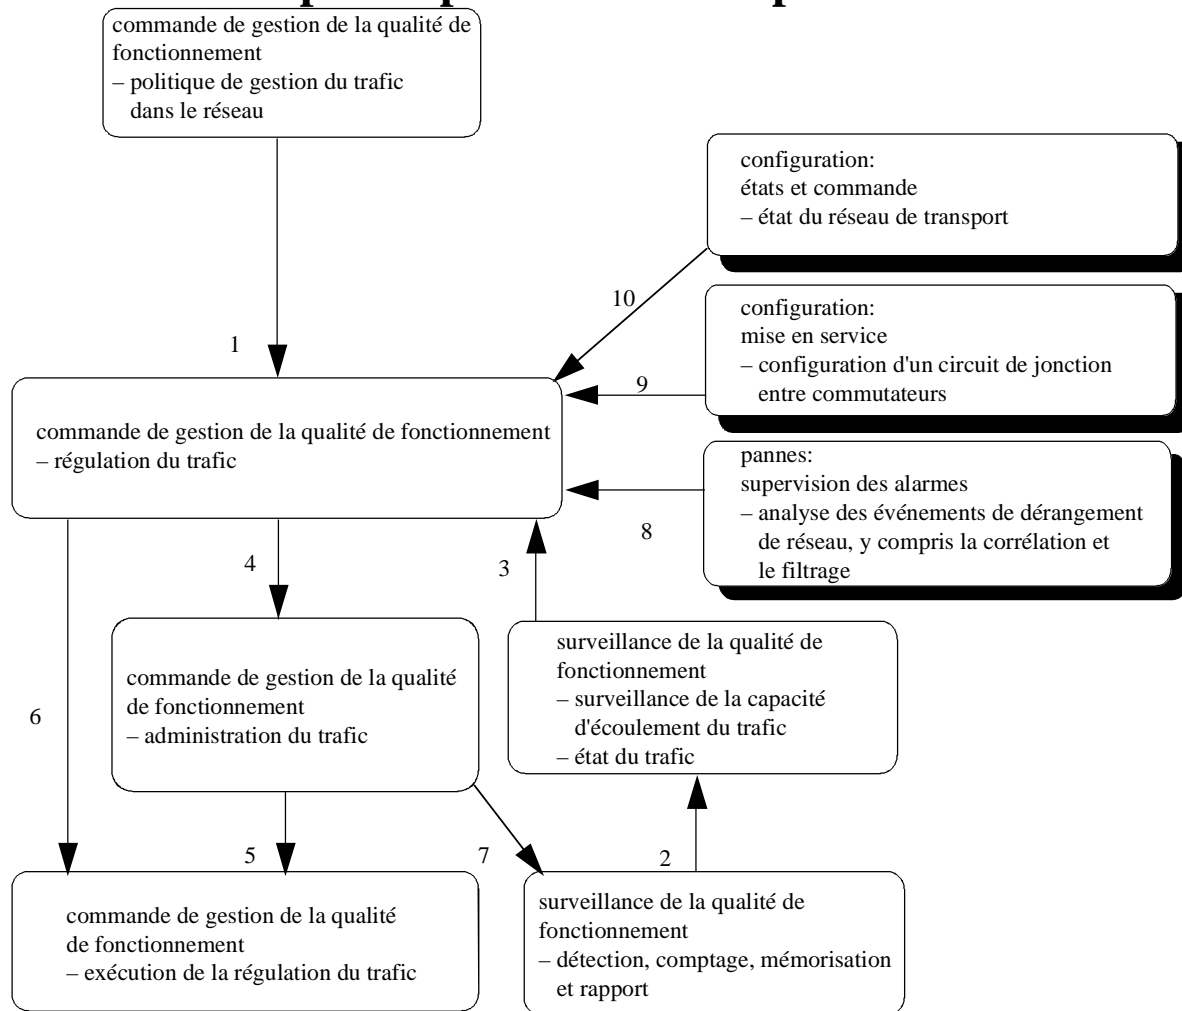 commande de gestion de la qualité de
fonctionnement
– politique de gestion du trafic
dans le réseau
configuration:
états et commande
– état du réseau de transport
10
configuration:
mise en service
– configuration d'un circuit de jonction
entre commutateurs
1
9
commande de gestion de la qualité de fonctionnement
– régulation du trafic
pannes:
supervision des alarmes
– analyse des événements de dérangement
de réseau, y compris la corrélation et
le filtrage
8
4
3
surveillance de la qualité de
fonctionnement
– surveillance de la capacité
d'écoulement du trafic
– état du trafic
commande de gestion de la qualité
de fonctionnement
– administration du trafic
6
5
7
2
commande de gestion de la qualité
de fonctionnement
– exécution de la régulation du trafic
surveillance de la qualité de
fonctionnement
– détection, comptage, mémorisation
et rapport